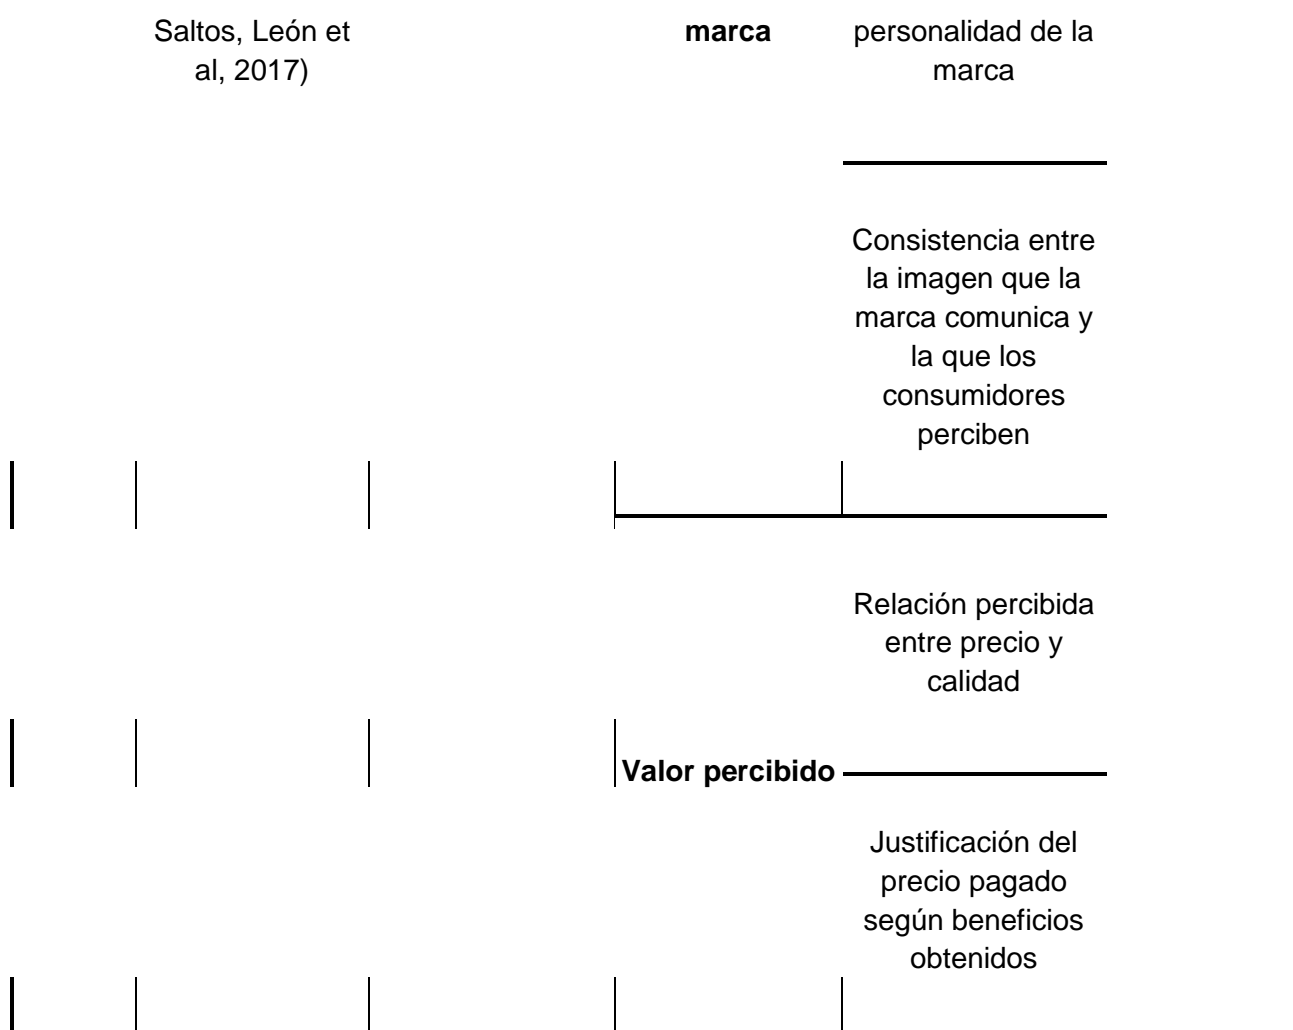 Saltos, León et
al, 2017)
marca
personalidad de la
marca
Consistencia entre
la imagen que la
marca comunica y
la que los
consumidores
perciben
Relación percibida
entre precio y
calidad
Valor percibido
Justificación del
precio pagado
según beneficios
obtenidos